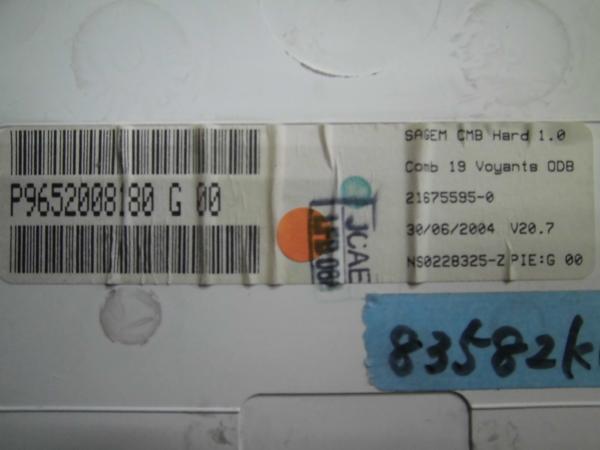 P9652008180 G 00
SAGEM CMB Hard 1.0
Comb 19 Voyants ODB
21675595-0
30/06/2004 V20.7
NS0228325-Z PIE:G 00
JCAE